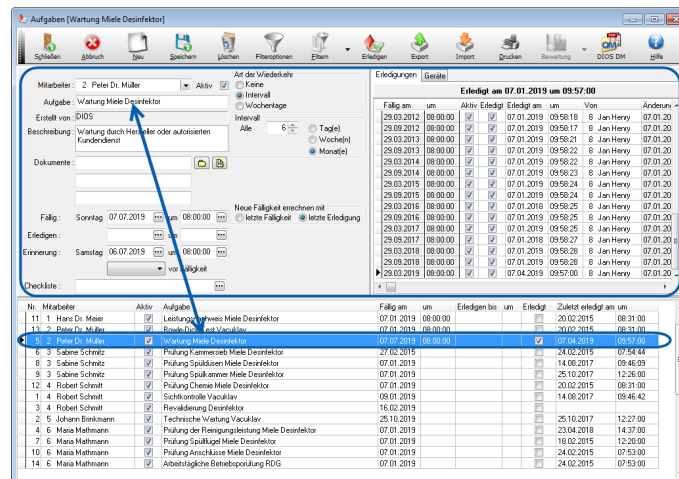 Aufgaben [Wartung Miele Desinfektor]
Schließen Abbruch Neu Speichern Löschen Filteroptionen Filtern Erledigen Export Import Drucken Bewertung DIOS DM Hilfe
Mitarbeiter : 2 Peter Dr. Müller Aktiv
Aufgabe : Wartung Miele Desinfektor
Erstellt von : DIOS
Beschreibung : Wartung durch Hersteller oder autorisierten
Kundendienst
Dokumente :
Fällig : Sonntag 07.07.2019 um 08:00:00
Erledigen : um
Erinnerung : Samstag 06.07.2019 um 08:00:00
vor Fälligkeit
Checkliste :
Art der Wiederkehr
Keine
Intervall
Wochentage
Intervall
Alle 6 Tag(e)
Woche(n)
Monat(e)
Neue Fälligkeit errechnen mit
letzte Fälligkeit letzte Erledigung
Erledigungen Geräte
Erledigt am 07.01.2019 um 09:57:00
Fällig am um Aktiv Erledigt Erledigt am um Von Änderung
29.03.2012 08:00:00 07.01.2019 09:58:18 8 Jan Henry 07.01.20
29.09.2012 08:00:00 07.01.2019 09:58:17 8 Jan Henry 07.01.20
29.03.2013 08:00:00 07.01.2019 09:58:21 8 Jan Henry 07.01.20
29.09.2013 08:00:00 07.01.2019 09:58:22 8 Jan Henry 07.01.20
29.03.2014 08:00:00 07.01.2019 09:58:22 8 Jan Henry 07.01.20
29.09.2014 08:00:00 07.01.2019 09:58:23 8 Jan Henry 07.01.20
29.03.2015 08:00:00 07.01.2019 09:58:24 8 Jan Henry 07.01.20
29.09.2015 08:00:00 07.01.2019 09:58:24 8 Jan Henry 07.01.20
29.03.2016 08:00:00 07.01.2019 09:58:25 8 Jan Henry 07.01.20
29.09.2016 08:00:00 07.01.2019 09:58:25 8 Jan Henry 07.01.20
29.03.2017 08:00:00 07.01.2018 09:58:27 8 Jan Henry 07.01.20
29.09.2017 08:00:00 07.01.2018 09:58:27 8 Jan Henry 07.01.20
29.03.2018 08:00:00 07.01.2019 09:58:28 8 Jan Henry 07.01.20
29.09.2018 08:00:00 07.01.2019 09:58:28 8 Jan Henry 07.01.20
29.03.2019 08:00:00 07.04.2019 09:57:00 8 Jan Henry 07.01.20
Nr. Mitarbeiter Aktiv Aufgabe Fällig am um Erledigen bis um Erledigt Zuletzt erledigt am um
11 1 Hans Dr. Meier Leistungsnachweis Miele Desinfektor 07.01.2019 08:00:00 20.02.2015 08:31:00
13 2 Peter Dr. Müller Bowie-Dick-Test Vacuklav 07.01.2019 08:00:00 20.02.2015 08:31:00
5 2 Peter Dr. Müller Wartung Miele Desinfektor 07.07.2019 08:00:00 07.04.2019 09:57:00
6 3 Sabine Schmitz Prüfung Kammersieb Miele Desinfektor 27.02.2015 24.02.2015 07:54:44
8 3 Sabine Schmitz Prüfung Spüldüsen Miele Desinfektor 07.01.2019 14.08.2017 09:46:09
9 3 Sabine Schmitz Prüfung Spülkammer Miele Desinfektor 07.01.2019 25.10.2017 12:26:00
12 4 Robert Schmitt Prüfung Chemie Miele Desinfektor 07.01.2019 20.02.2015 08:31:00
1 4 Robert Schmitt Sichtkontrolle Vacuklav 09.01.2019 14.08.2017 09:46:42
3 4 Robert Schmitt Revalidierung Desinfektor 16.02.2019
2 5 Johann Brinkmann Technische Wartung Vacuklav 25.10.2019 25.10.2017 12:27:00
4 6 Maria Mathmann Prüfung der Reinigungsleistung Miele Desinfektor 07.01.2019 23.04.2018 14:37:00
7 6 Maria Mathmann Prüfung Spülflügel Miele Desinfektor 07.01.2019 18.02.2015 12:20:00
10 6 Maria Mathmann Prüfung Anschlüsse Miele Desinfektor 07.01.2019 24.02.2015 07:53:00
14 6 Maria Mathmann Arbeitstägliche Betriebsprüfung RDG 07.01.2019 24.02.2015 07:53:00